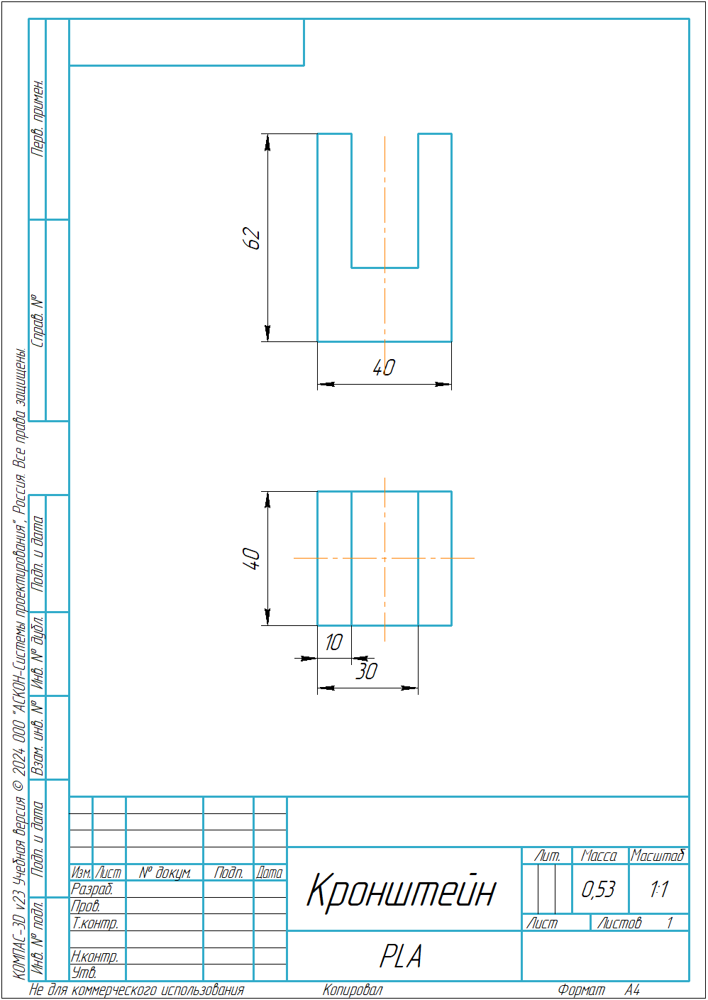 Перв. примен.
Справ. №
Подп. и дата
Инв. № дубл.
Взам. инв. №
Подп. и дата
Инв. № подл.
КОМПАС-3D v23 Учебная версия © 2024 ООО "АСКОН-Системы проектирования", Россия. Все права защищены.
62
40
40
10
30
Изм. Лист № докум. Подп. Дата
Разраб.
Пров.
Т.контр.
Н.контр.
Утв.
Кронштейн
PLA
Лит. Масса Масштаб
0,53 1:1
Лист Листов 1
Не для коммерческого использования Копировал Формат А4